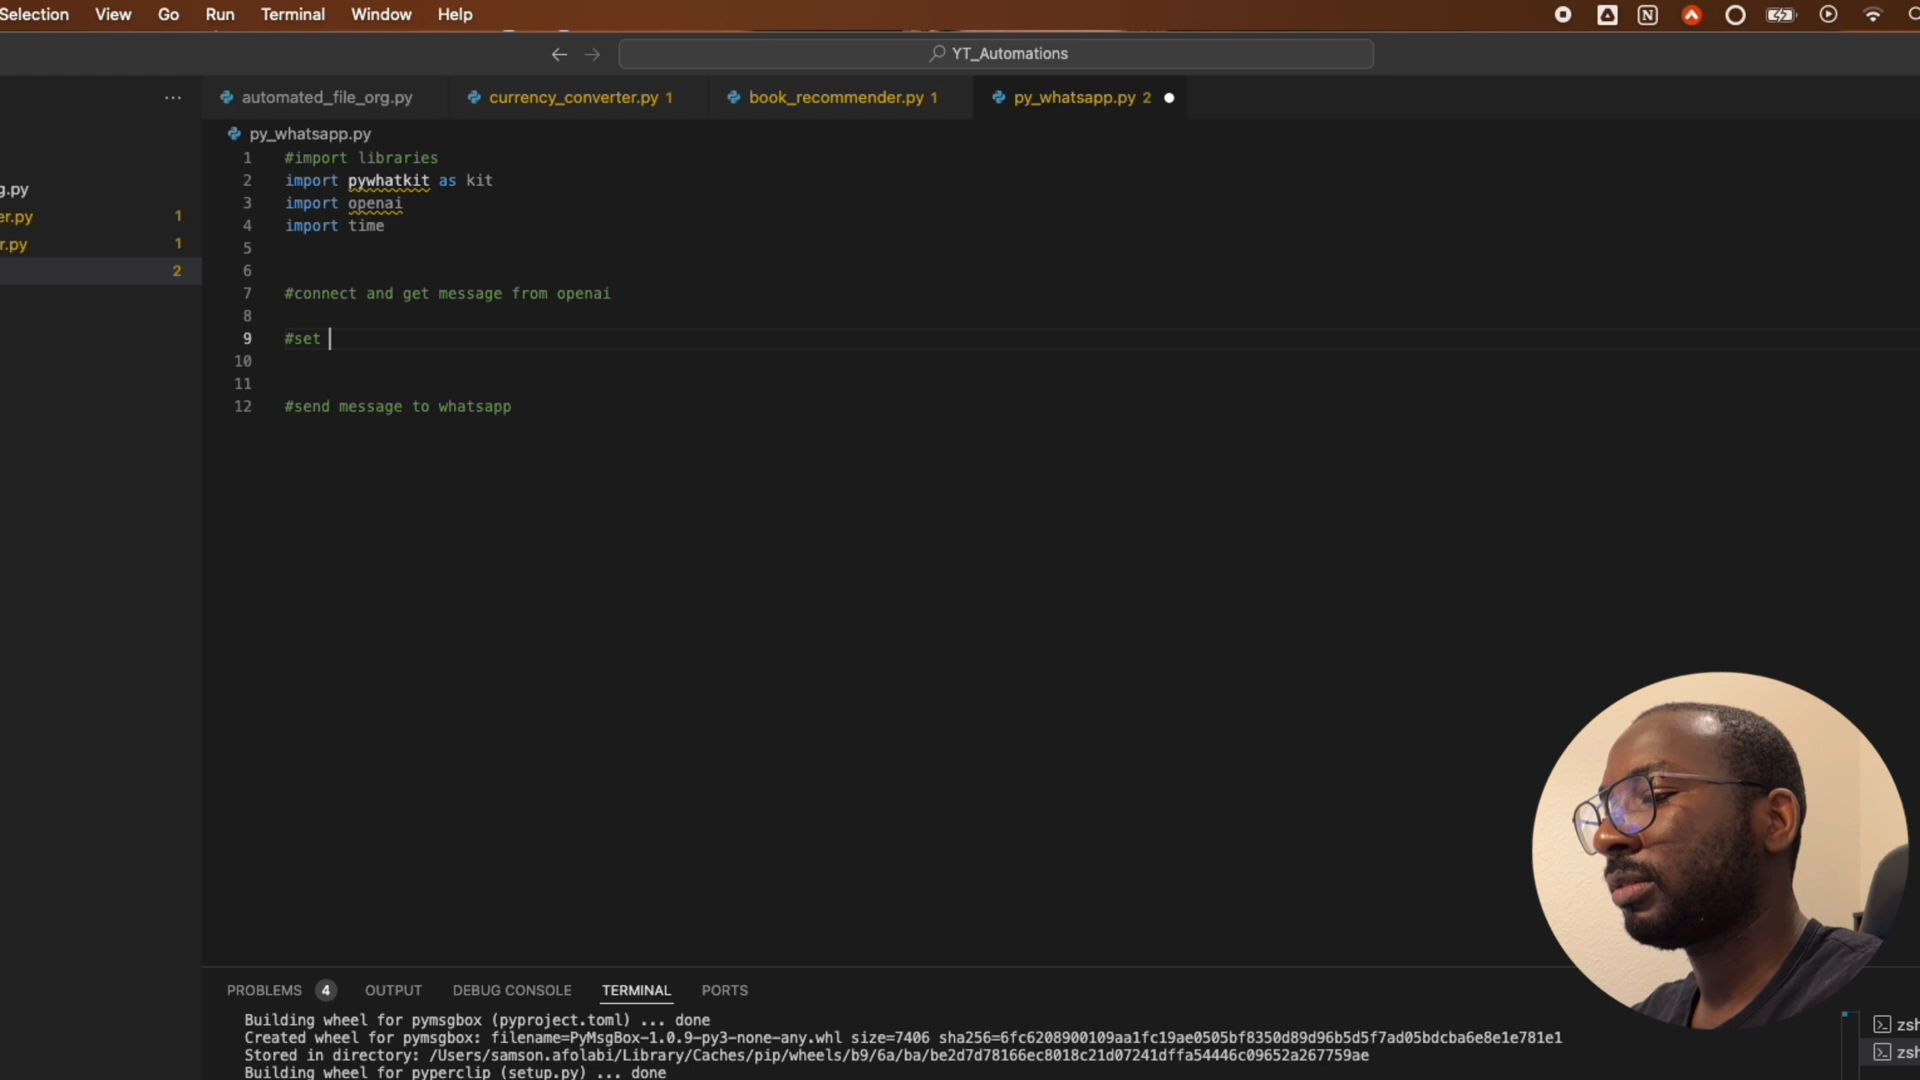 Selection View Go Run Terminal Window Help
YT_Automations
automated_file_org.py currency_converter.py 1 book_recommender.py 1 py_whatsapp.py 2
py_whatsapp.py
g.py
er.py 1
r.py 1
2
1 #import libraries
2 import pywhatkit as kit
3 import openai
4 import time
5
6
7 #connect and get message from openai
8
9 #set
10
11
12 #send message to whatsapp
PROBLEMS 4 OUTPUT DEBUG CONSOLE TERMINAL PORTS
Building wheel for pymsgbox (pyproject.toml) ... done
Created wheel for pymsgbox: filename=PyMsgBox-1.0.9-py3-none-any.whl size=7406 sha256=6fc6208900109aa1fc19ae0505bf8350d89d96b5d5f7ad05bdcba6e8e1e781e1
Stored in directory: /Users/samson.afolabi/Library/Caches/pip/wheels/b9/6a/ba/be2d7d78166ec8018c21d07241dffa54446c09652a267759ae
Building wheel for pyperclip (setup.py) ... done
zsh
zsh